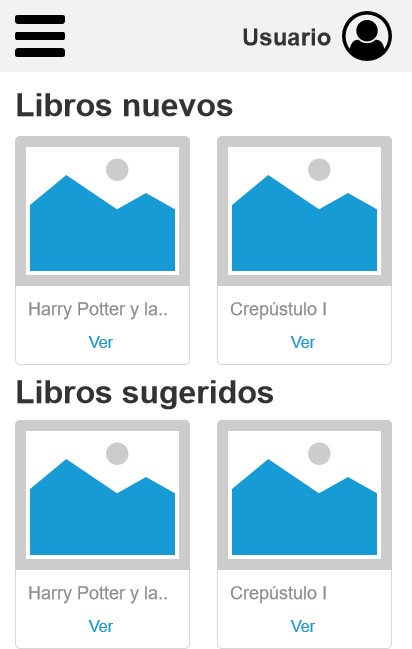 Usuario
Libros nuevos
Harry Potter y la..
Crepústulo I
Ver
Ver
Libros sugeridos
Harry Potter y la..
Crepústulo I
Ver
Ver